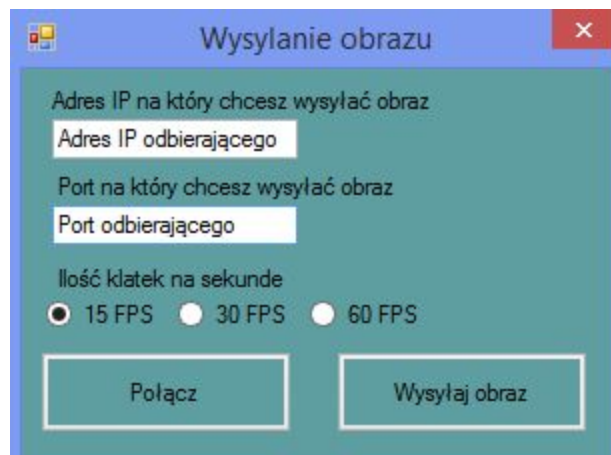 Wysylanie obrazu
Adres IP na który chcesz wysyłać obraz
Adres IP odbierającego
Port na który chcesz wysyłać obraz
Port odbierającego
Ilość klatek na sekunde
15 FPS 30 FPS 60 FPS
Połącz Wysyłaj obraz